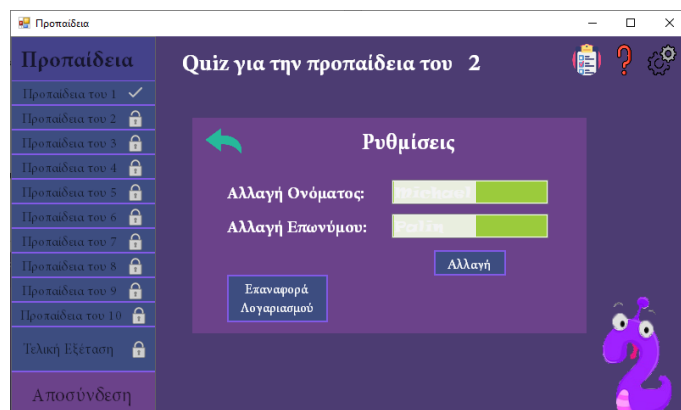 Προπαίδεια
Προπαίδεια
Quiz για την προπαίδεια του 2
Προπαίδεια του 1
Προπαίδεια του 2
Προπαίδεια του 3
Προπαίδεια του 4
Προπαίδεια του 5
Προπαίδεια του 6
Προπαίδεια του 7
Προπαίδεια του 8
Προπαίδεια του 9
Προπαίδεια του 10
Τελική Εξέταση
Αποσύνδεση
Ρυθμίσεις
Αλλαγή Ονόματος:
Αλλαγή Επωνύμου:
Αλλαγή
Επαναφορά
Λογαριασμού